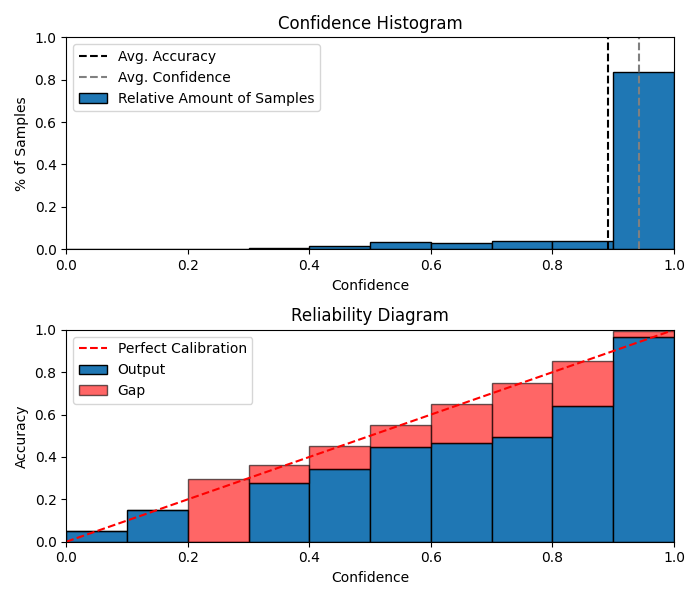 Confidence Histogram
1.0
0.8
0.6
0.4
0.2
0.0
% of Samples
Avg. Accuracy
Avg. Confidence
Relative Amount of Samples
0.0 0.2 0.4 0.6 0.8 1.0
Confidence
Reliability Diagram
1.0
0.8
0.6
0.4
0.2
0.0
Accuracy
Perfect Calibration
Output
Gap
0.0 0.2 0.4 0.6 0.8 1.0
Confidence